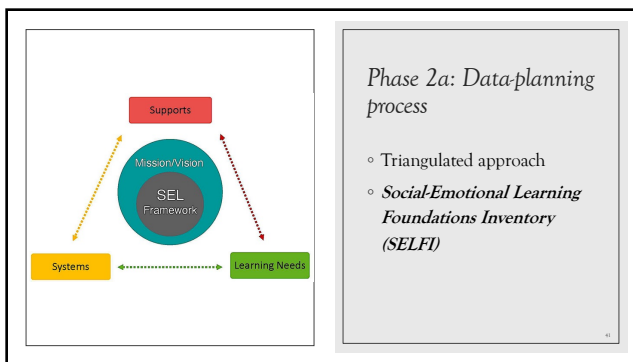 Supports
Mission/Vision
SEL
Framework
Systems
Learning Needs
Phase 2a: Data-planning
process
◦ Triangulated approach
◦ Social-Emotional Learning
Foundations Inventory
(SELFI)
41